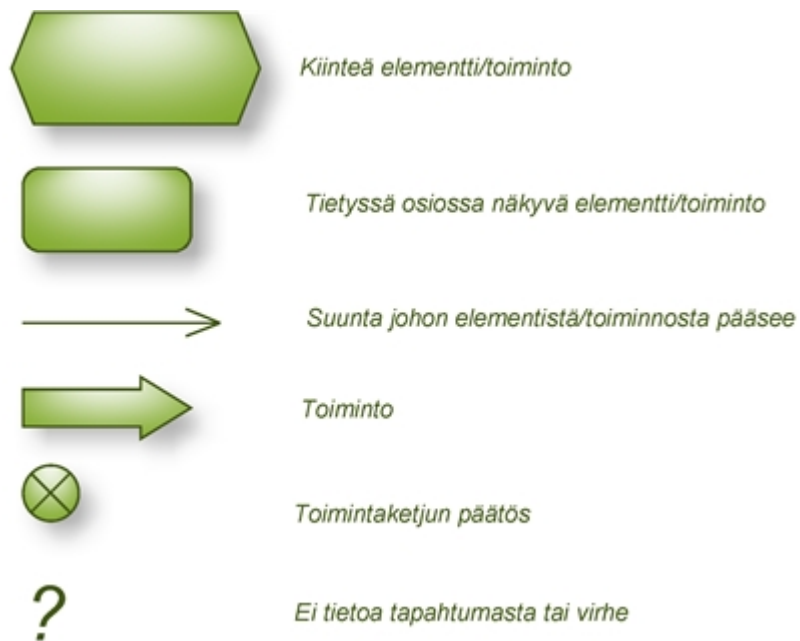 Kiinteä elementti/toiminto
Tietyssä osiossa näkyvä elementti/toiminto
Suunta johon elementistä/toiminnosta pääsee
Toiminto
Toimintaketjun päätös
?
Ei tietoa tapahtumasta tai virhe